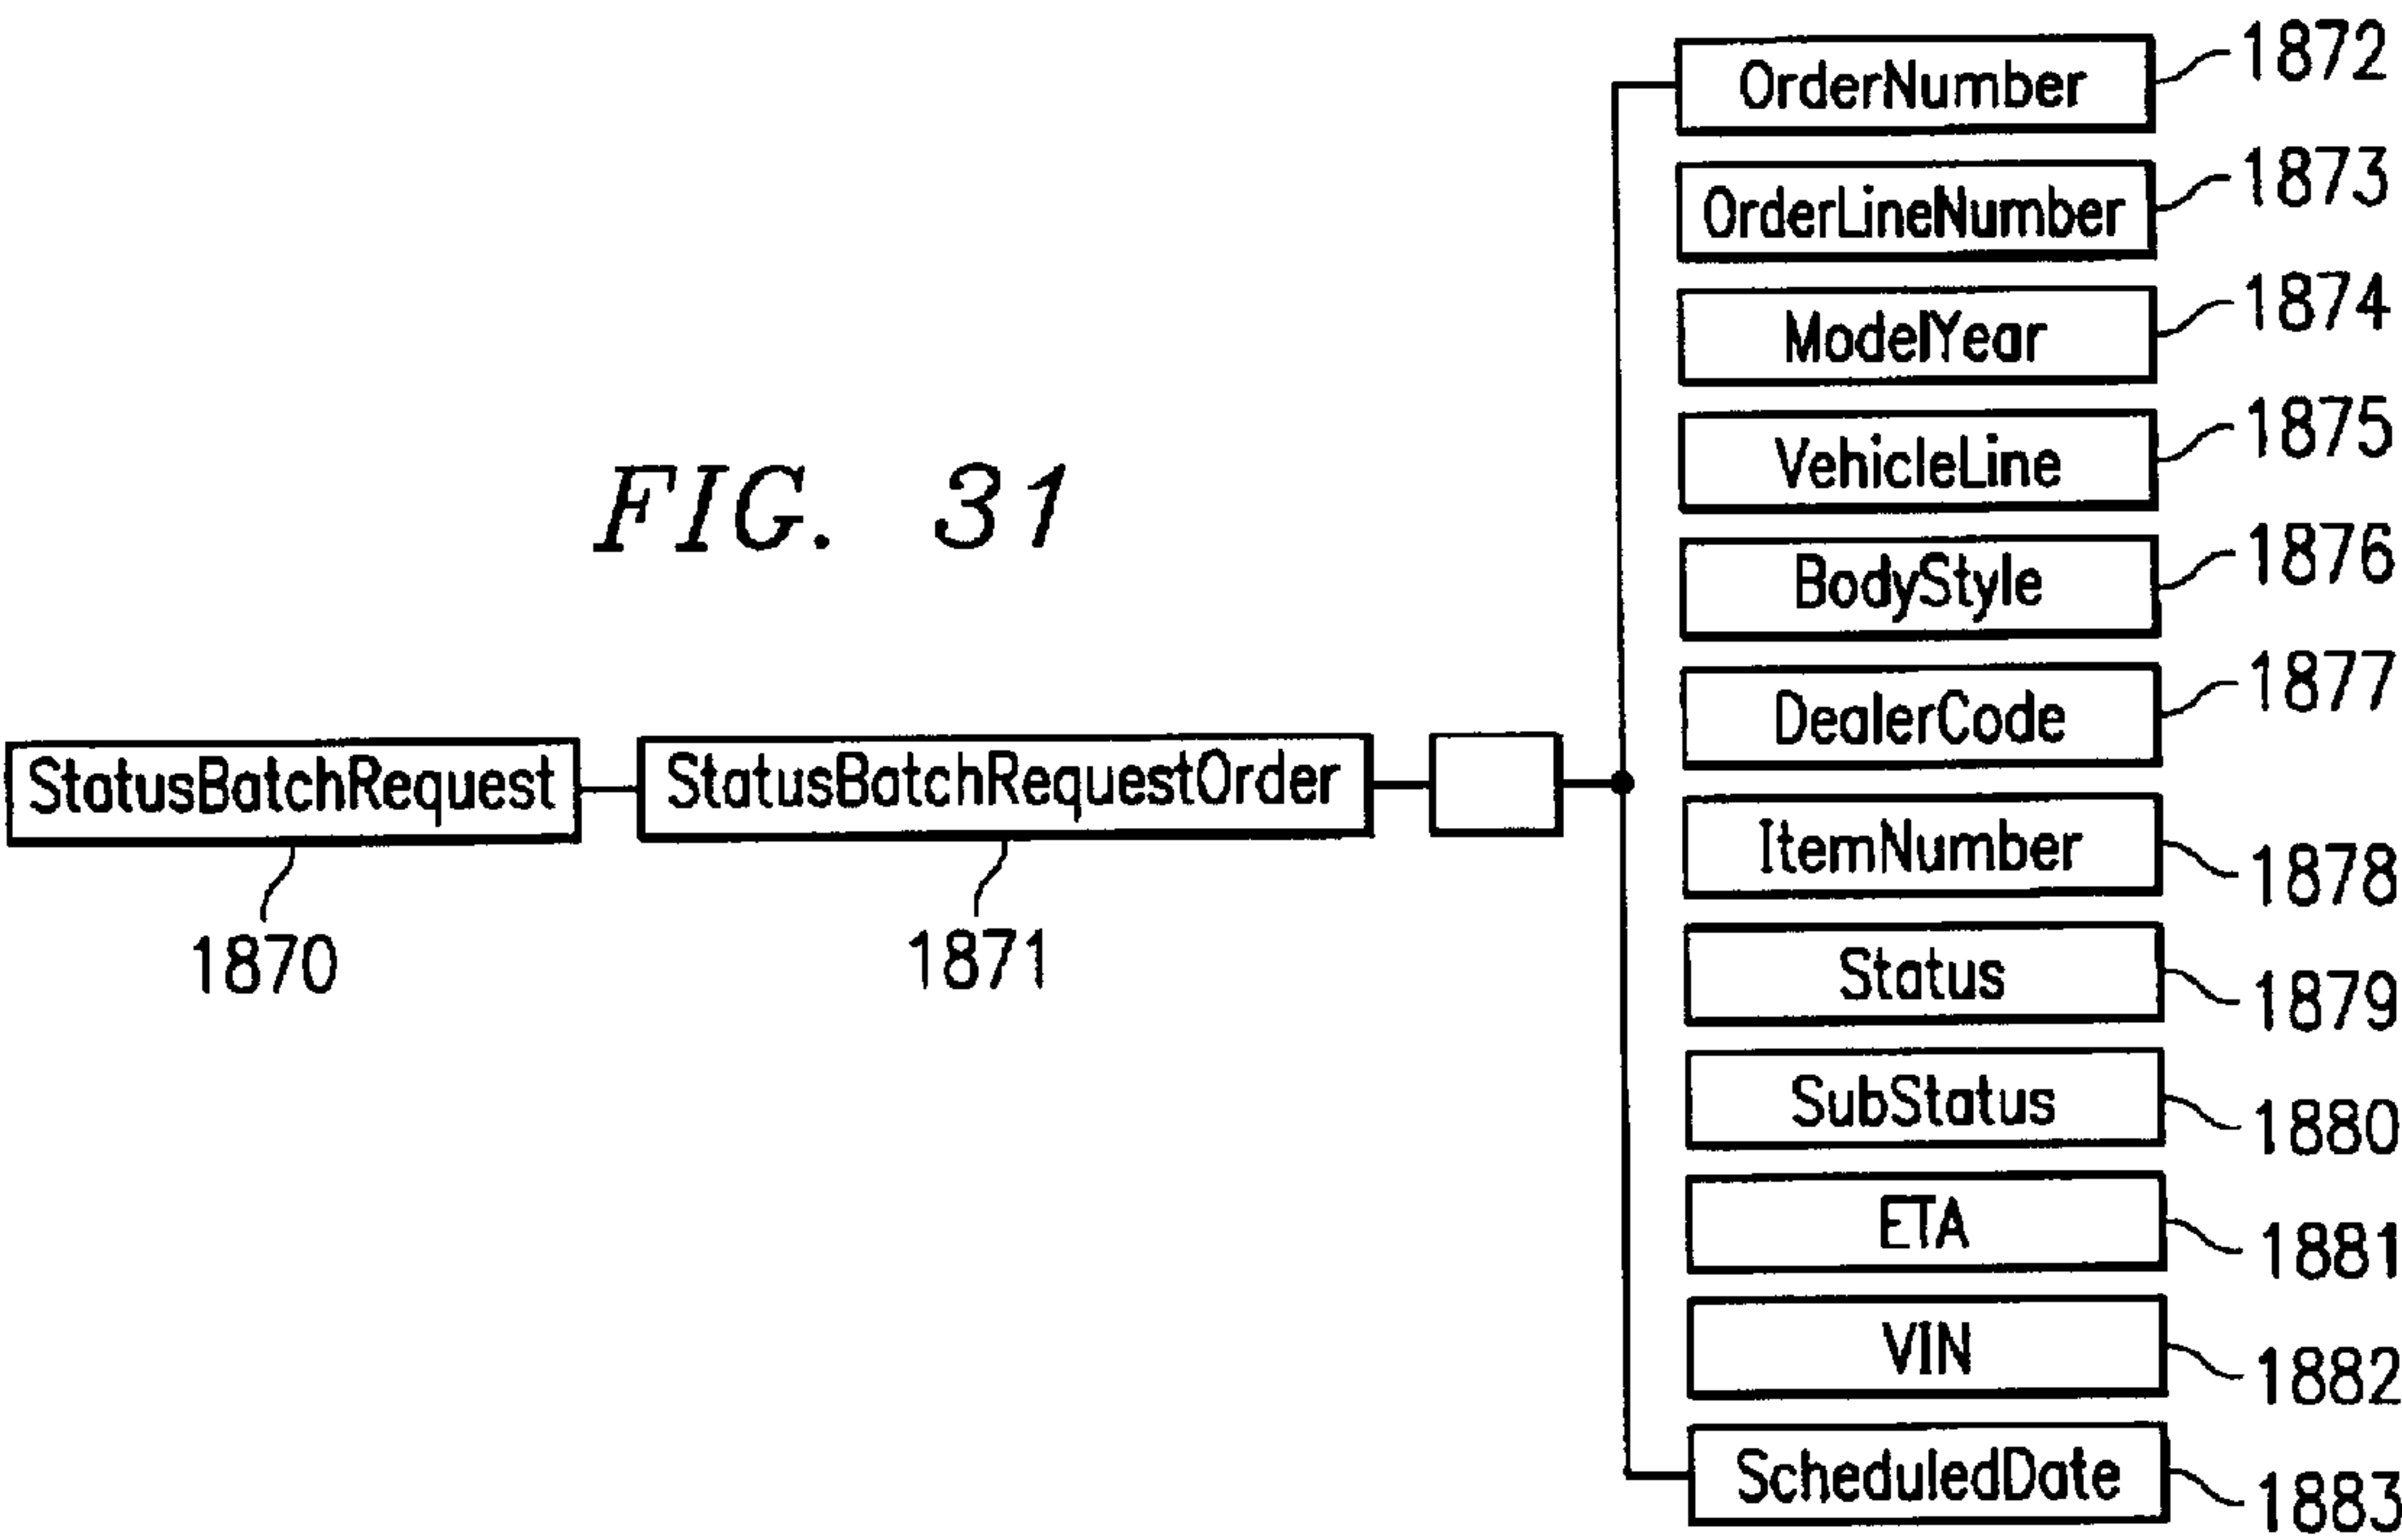 OrderNumber 1872
OrderLineNumber 1873
ModelYear 1874
VehicleLine 1875
FIG. 31
BodyStyle 1876
DealerCode 1877
StatusBatchRequest
StatusBatchRequestOrder
1870
1871
ItemNumber 1878
Status 1879
SubStatus 1880
ETA 1881
VIN 1882
ScheduledDate 1883